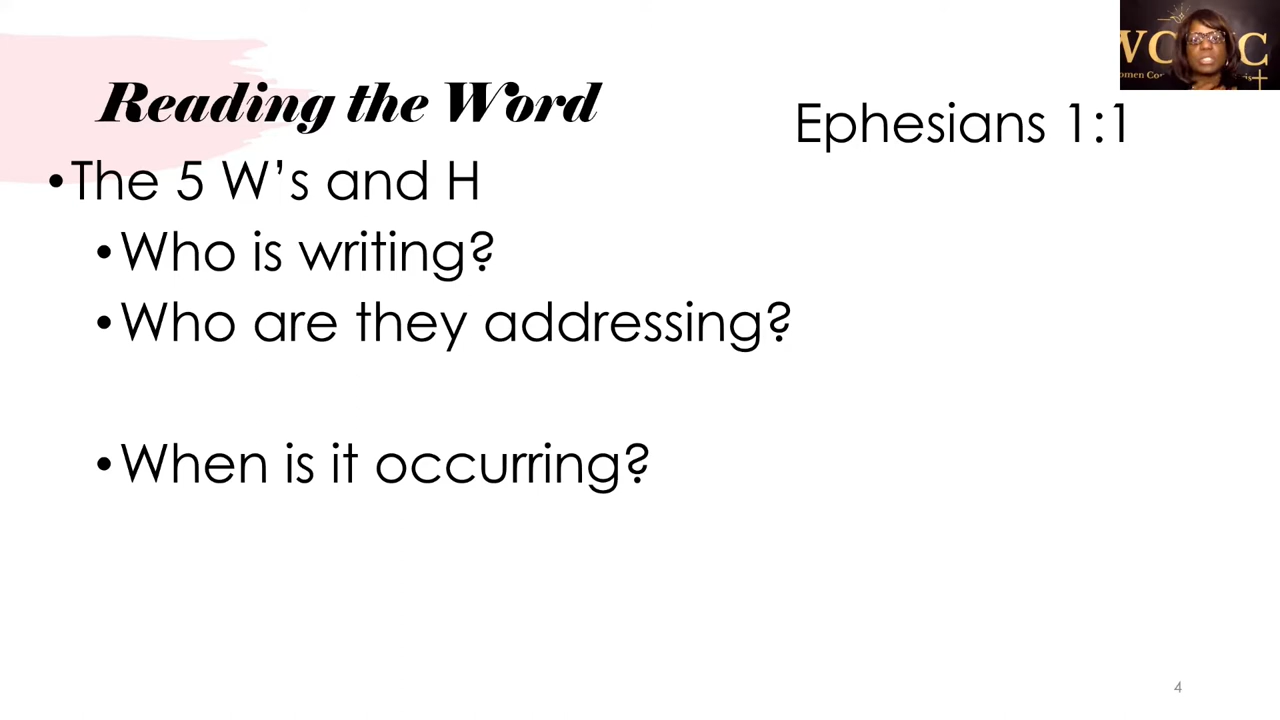 Reading the Word
Ephesians 1:1
•The 5 W’s and H
•Who is writing?
•Who are they addressing?
•When is it occurring?
4